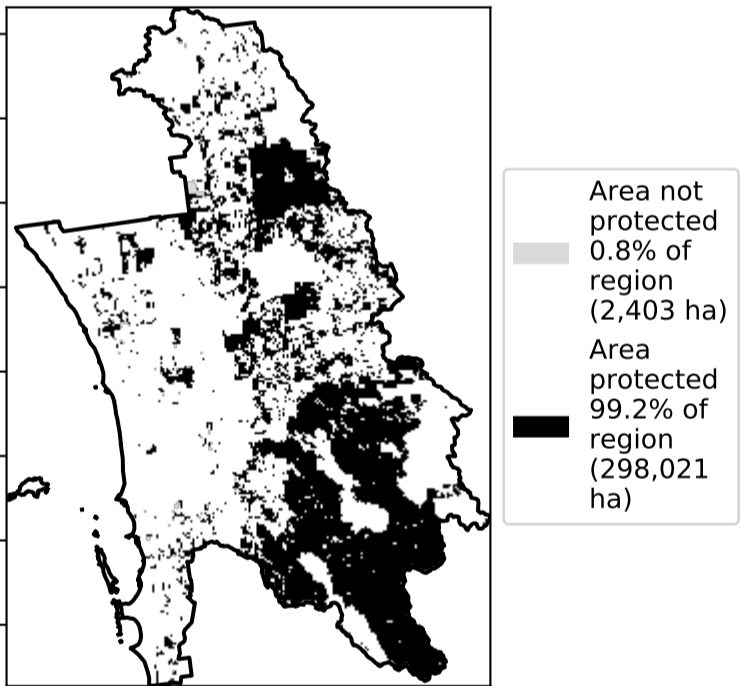 Area not
protected
0.8% of
region
(2,403 ha)
Area
protected
99.2% of
region
(298,021
ha)